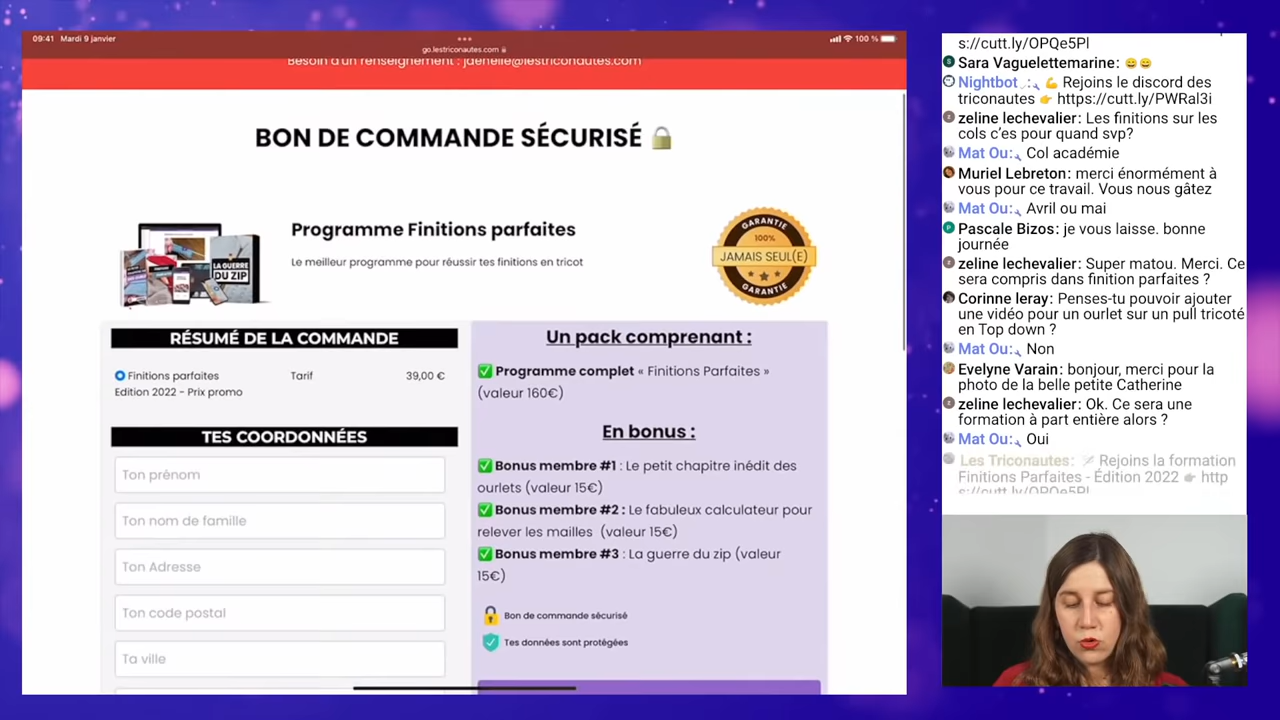 09:41 Mardi 9 janvier
100 %
go.lestriconautes.com
Besoin d'un renseignement : jdenelle@lestriconautes.com
BON DE COMMANDE SÉCURISÉ
LA GUERRE
DU ZIP
Programme Finitions parfaites
Le meilleur programme pour réussir tes finitions en tricot
GARANTIE
100%
JAMAIS SEUL(E)
GARANTIE
RÉSUMÉ DE LA COMMANDE
Finitions parfaites
Edition 2022 - Prix promo
Tarif
39,00 €
TES COORDONNÉES
Ton prénom
Ton nom de famille
Ton Adresse
Ton code postal
Ta ville
Un pack comprenant :
✅ Programme complet « Finitions Parfaites »
(valeur 160€)
En bonus :
✅ Bonus membre #1 : Le petit chapitre inédit des
ourlets (valeur 15€)
✅ Bonus membre #2 : Le fabuleux calculateur pour
relever les mailles (valeur 15€)
✅ Bonus membre #3 : La guerre du zip (valeur
15€)
Bon de commande sécurisé
Tes données sont protégées
s://cutt.ly/OPQe5Pl
Sara Vaguelettemarine: 😄😄
Nightbot : 💪 Rejoins le discord des
triconautes 👉 https://cutt.ly/PWRal3i
zeline lechevalier: Les finitions sur les
cols c'es pour quand svp?
Mat Ou: Col académie
Muriel Lebreton: merci énormément à
vous pour ce travail. Vous nous gâtez
Mat Ou: Avril ou mai
Pascale Bizos: je vous laisse. bonne
journée
zeline lechevalier: Super matou. Merci. Ce
sera compris dans finition parfaites ?
Corinne leray: Penses-tu pouvoir ajouter
une vidéo pour un ourlet sur un pull tricoté
en Top down ?
Mat Ou: Non
Evelyne Varain: bonjour, merci pour la
photo de la belle petite Catherine
zeline lechevalier: Ok. Ce sera une
formation à part entière alors ?
Mat Ou: Oui
Les Triconautes: Rejoins la formation
Finitions Parfaites - Édition 2022 👉 http
s://cutt.ly/OPQe5Pl